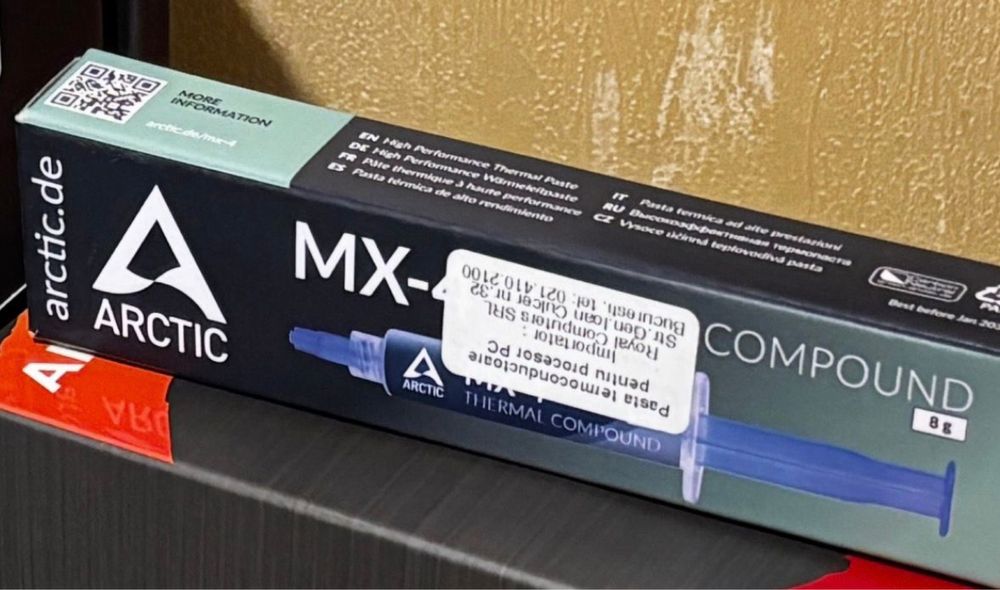 MORE
INFORMATION
arctic.de/mx-4
EN High Performance Thermal Paste
DE High Performance Wärmeleitpaste
FR Pâte thermique à haute performance
ES Pasta térmica de alto rendimiento
IT Pasta termica ad alte prestazioni
RU Высокоэффективная термопаста
CZ Vysoce účinná teplovodivá pasta
Best before Jan
arctic.de
ARCTIC
MX-4
COMPOUND
8g
Pasta termoconductoare
pentru procesor PC
Importator :
Royal Computers SRL
Str.Gen.Ioan Culcer nr.32
Bucuresti. tel: 021.410.2100
ARCTIC
THERMAL COMPOUND